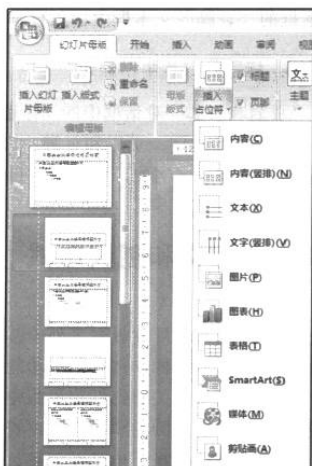 幻灯片母版 开始 插入 动画 审阅 视图
插入幻灯片母版 插入版式 删除 重命名 保留 母版版式 插入占位符 标题 页脚 主题
编辑母版
内容(C)
内容(竖排)(N)
文本(X)
文字(竖排)(V)
图片(P)
图表(H)
表格(T)
SmartArt(S)
媒体(M)
剪贴画(A)